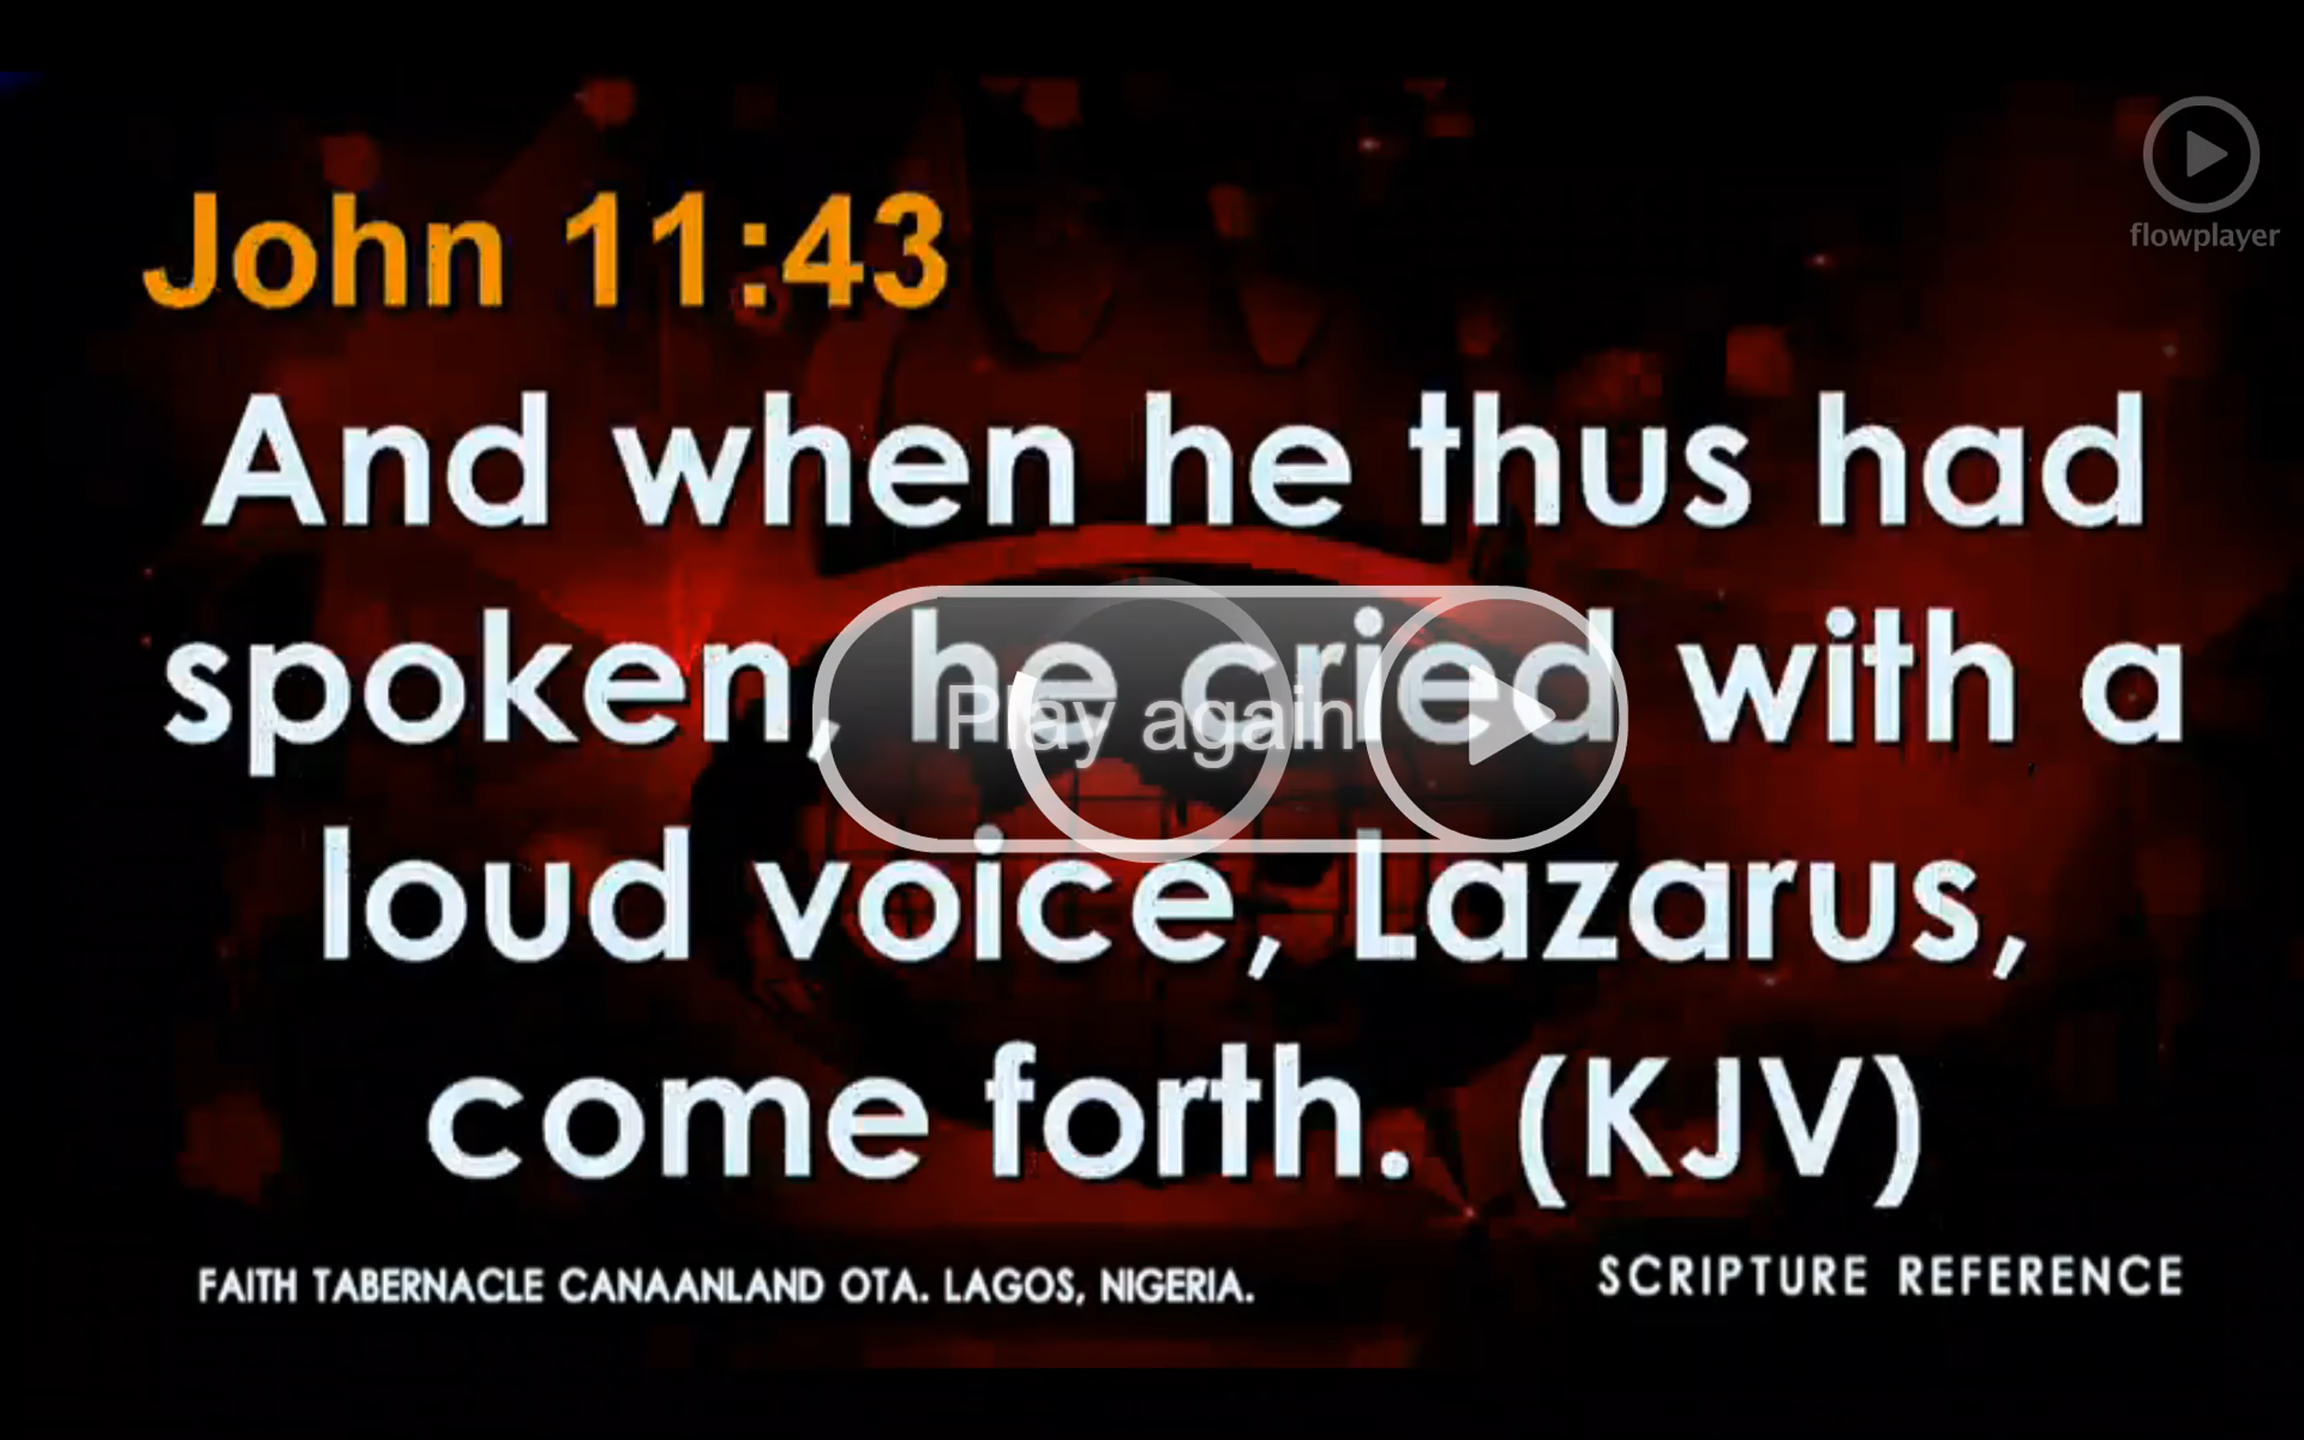 flowplayer
John 11:43
And when he thus had
spoken, he cried with a
Play again
loud voice, Lazarus,
come forth. (KJV)
FAITH TABERNACLE CANAANLAND OTA. LAGOS, NIGERIA.
SCRIPTURE REFERENCE